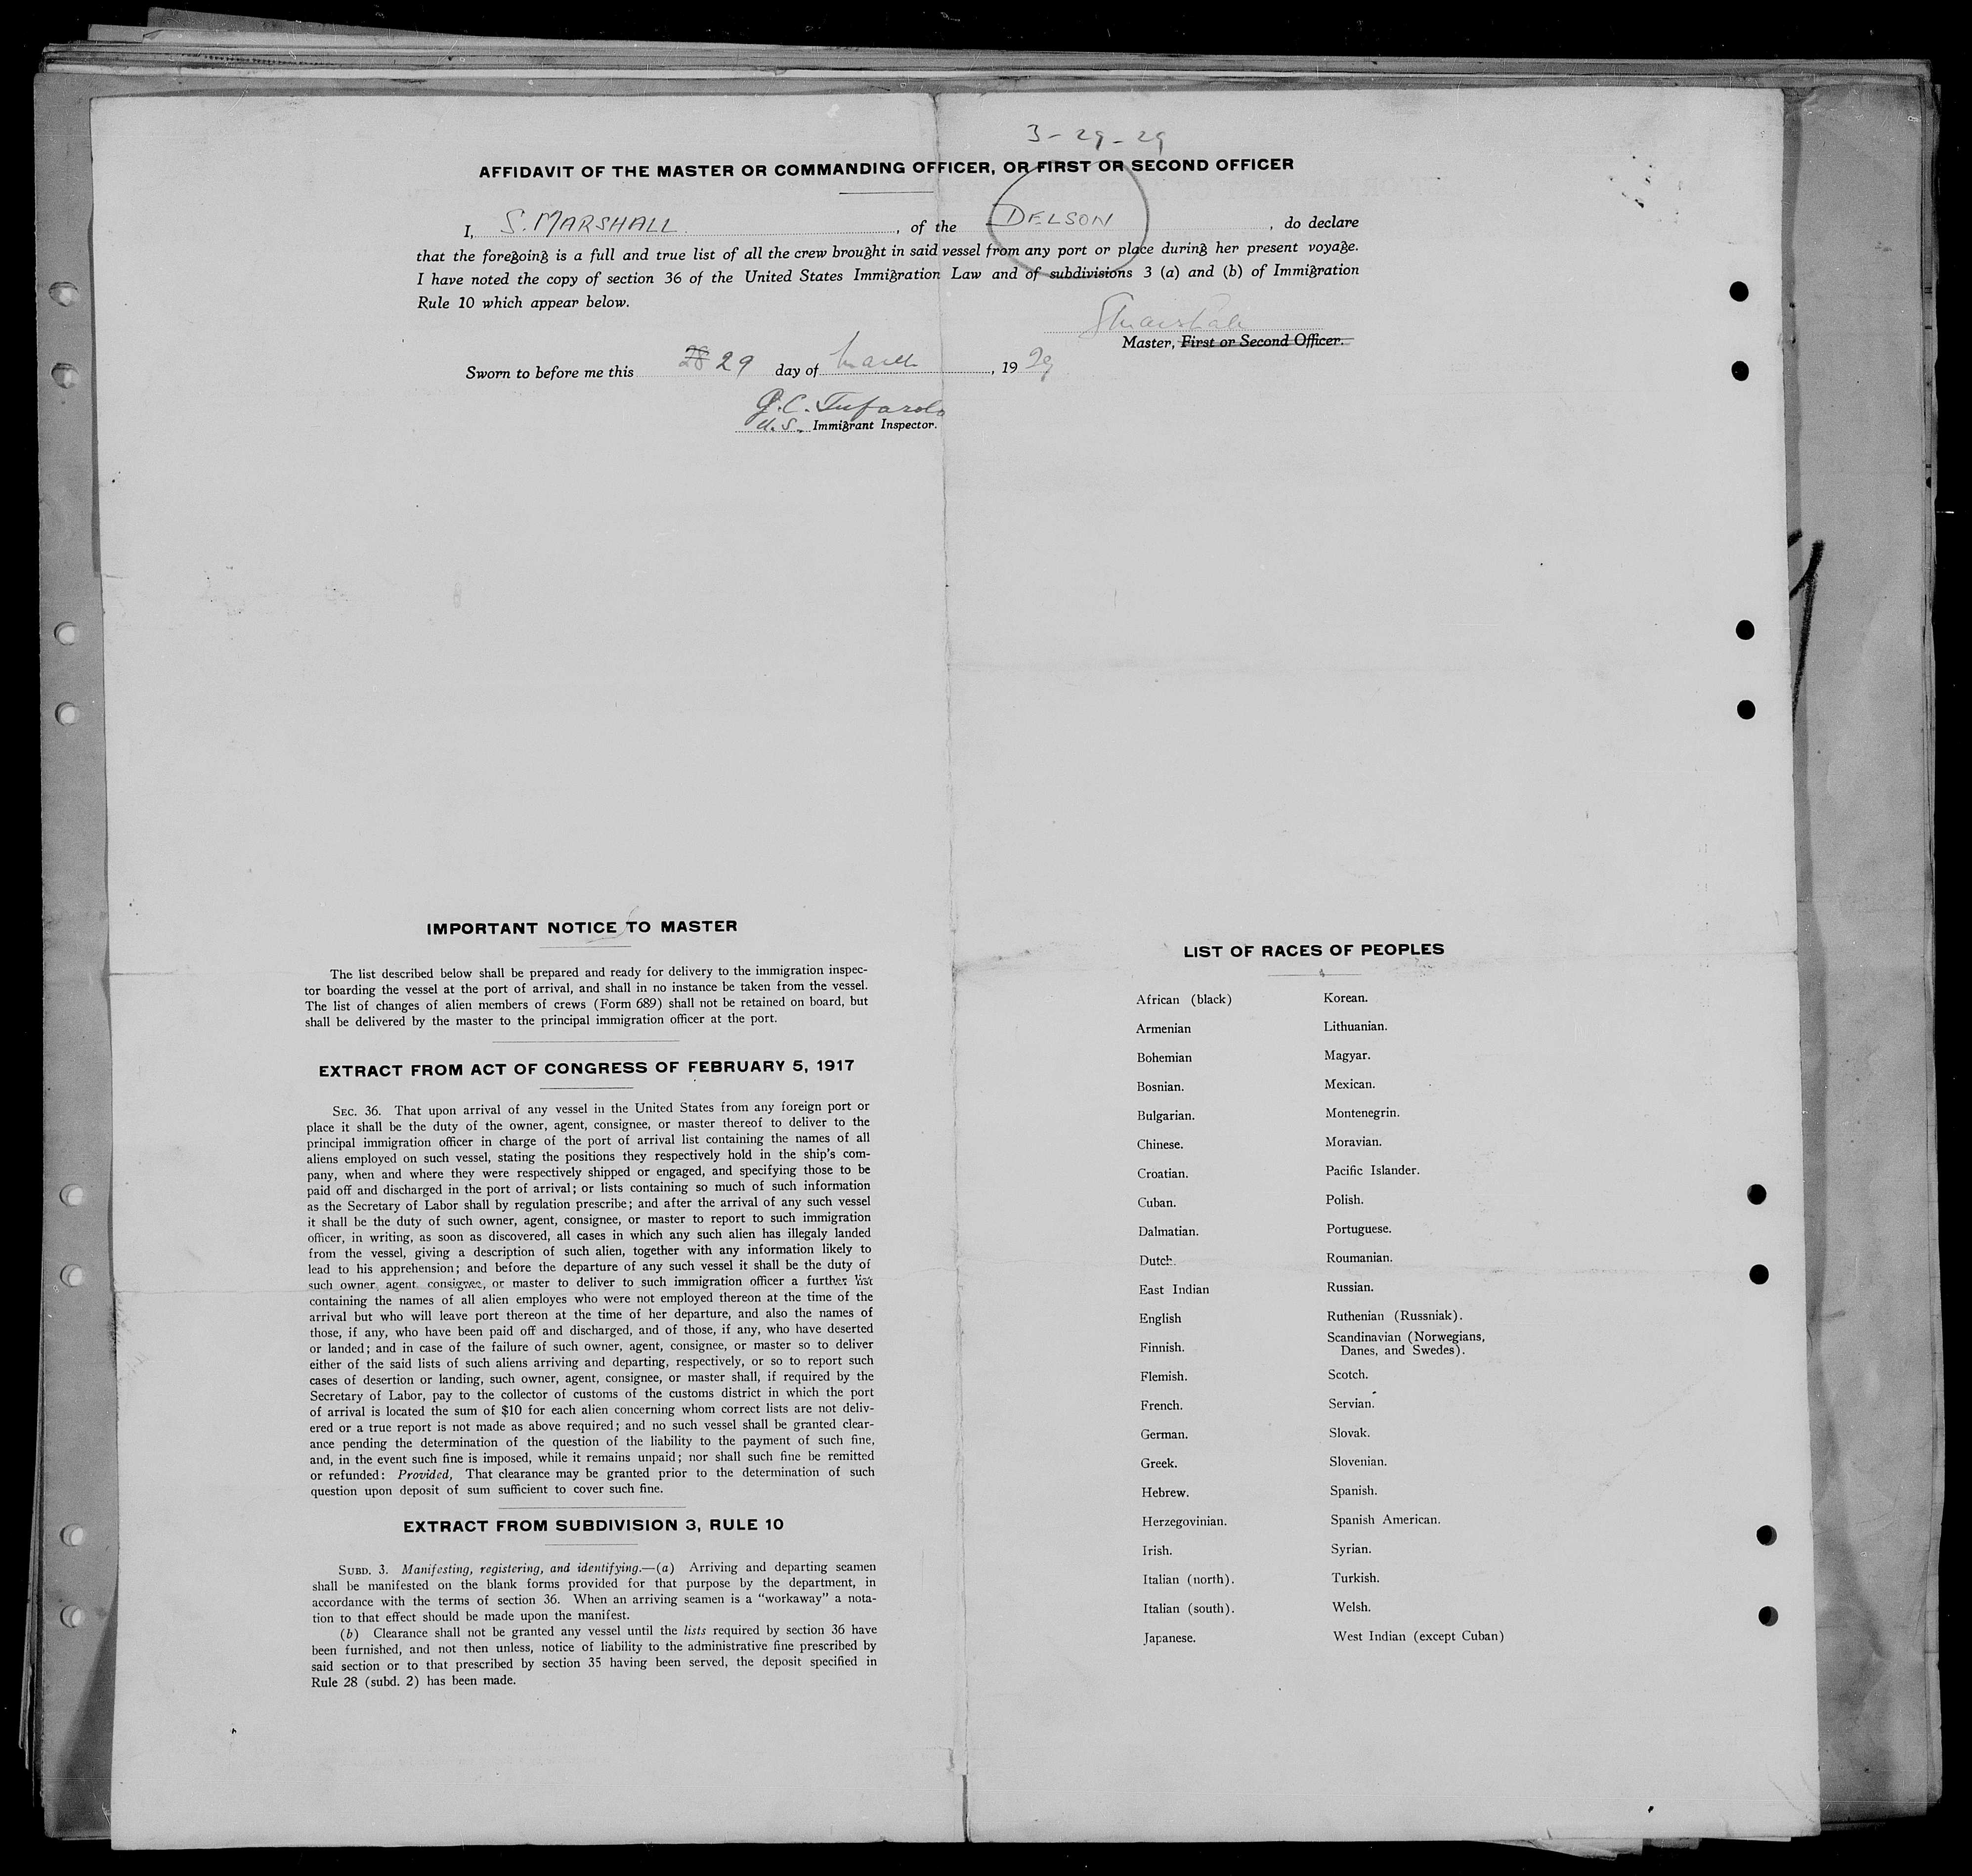 3-29-29
AFFIDAVIT OF THE MASTER OR COMMANDING OFFICER, OR FIRST OR SECOND OFFICER
I, S. MARSHALL, of the DELSON, do declare
that the foregoing is a full and true list of all the crew brought in said vessel from any port or place during her present voyage.
I have noted the copy of section 36 of the United States Immigration Law and of subdivisions 3 (a) and (b) of Immigration
Rule 10 which appear below.
SMarshall
Master, First or Second Officer.
Sworn to before me this 28 29 day of March, 1929
U.S. Immigrant Inspector.
IMPORTANT NOTICE TO MASTER
The list described below shall be prepared and ready for delivery to the immigration inspec-
tor boarding the vessel at the port of arrival, and shall in no instance be taken from the vessel.
The list of changes of alien members of crews (Form 689) shall not be retained on board, but
shall be delivered by the master to the principal immigration officer at the port.
EXTRACT FROM ACT OF CONGRESS OF FEBRUARY 5, 1917
SEC. 36. That upon arrival of any vessel in the United States from any foreign port or
place it shall be the duty of the owner, agent, consignee, or master thereof to deliver to the
principal immigration officer in charge of the port of arrival list containing the names of all
aliens employed on such vessel, stating the positions they respectively hold in the ship's com-
pany, when and where they were respectively shipped or engaged, and specifying those to be
paid off and discharged in the port of arrival; or lists containing so much of such information
as the Secretary of Labor shall by regulation prescribe; and after the arrival of any such vessel
it shall be the duty of such owner, agent, consignee, or master to report to such immigration
officer, in writing, as soon as discovered, all cases in which any such alien has illegaly landed
from the vessel, giving a description of such alien, together with any information likely to
lead to his apprehension; and before the departure of any such vessel it shall be the duty of
such owner, agent, consignee, or master to deliver to such immigration officer a further list
containing the names of all alien employes who were not employed thereon at the time of the
arrival but who will leave port thereon at the time of her departure, and also the names of
those, if any, who have been paid off and discharged, and of those, if any, who have deserted
or landed; and in case of the failure of such owner, agent, consignee, or master so to deliver
either of the said lists of such aliens arriving and departing, respectively, or so to report such
cases of desertion or landing, such owner, agent, consignee, or master shall, if required by the
Secretary of Labor, pay to the collector of customs of the customs district in which the port
of arrival is located the sum of $10 for each alien concerning whom correct lists are not deliv-
ered or a true report is not made as above required; and no such vessel shall be granted clear-
ance pending the determination of the question of the liability to the payment of such fine,
and, in the event such fine is imposed, while it remains unpaid; nor shall such fine be remitted
or refunded: Provided, That clearance may be granted prior to the determination of such
question upon deposit of sum sufficient to cover such fine.
EXTRACT FROM SUBDIVISION 3, RULE 10
SUBD. 3. Manifesting, registering, and identifying.—(a) Arriving and departing seamen
shall be manifested on the blank forms provided for that purpose by the department, in
accordance with the terms of section 36. When an arriving seamen is a "workaway" a nota-
tion to that effect should be made upon the manifest.
(b) Clearance shall not be granted any vessel until the lists required by section 36 have
been furnished, and not then unless, notice of liability to the administrative fine prescribed by
said section or to that prescribed by section 35 having been served, the deposit specified in
Rule 28 (subd. 2) has been made.
LIST OF RACES OF PEOPLES
African (black)
Armenian
Bohemian
Bosnian.
Bulgarian.
Chinese.
Croatian.
Cuban.
Dalmatian.
Dutch.
East Indian
English
Finnish.
Flemish.
French.
German.
Greek.
Hebrew.
Herzegovinian.
Irish.
Italian (north).
Italian (south).
Japanese.
Korean.
Lithuanian.
Magyar.
Mexican.
Montenegrin.
Moravian.
Pacific Islander.
Polish.
Portuguese.
Roumanian.
Russian.
Ruthenian (Russniak).
Scandinavian (Norwegians,
Danes, and Swedes).
Scotch.
Servian.
Slovak.
Slovenian.
Spanish.
Spanish American.
Syrian.
Turkish.
Welsh.
West Indian (except Cuban)